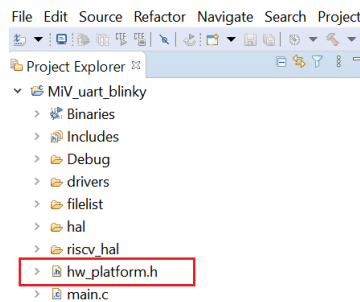 File Edit Source Refactor Navigate Search Project
Project Explorer
MiV_uart_blinky
Binaries
Includes
Debug
drivers
filelist
hal
riscv_hal
hw_platform.h
main.c